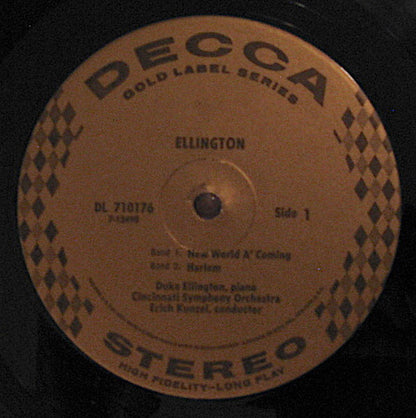 DECCA
GOLD LABEL SERIES
ELLINGTON
DL 710176
Side 1
Band 1. New World A' Coming
Band 2. Harlem
Duke Ellington, piano
Cincinnati Symphony Orchestra
Erich Kunzel, conductor
STEREO
HIGH FIDELITY-LONG PLAY